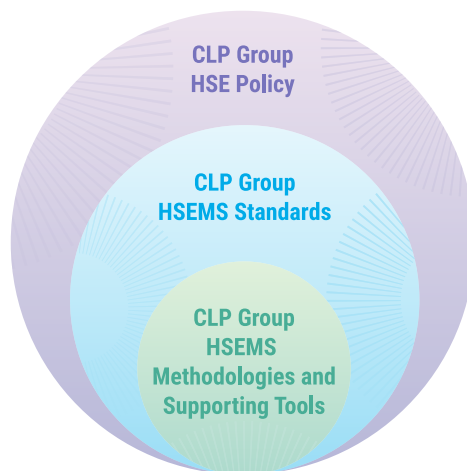 CLP Group
HSE Policy
CLP Group
HSEMS Standards
CLP Group
HSEMS
Methodologies and
Supporting Tools